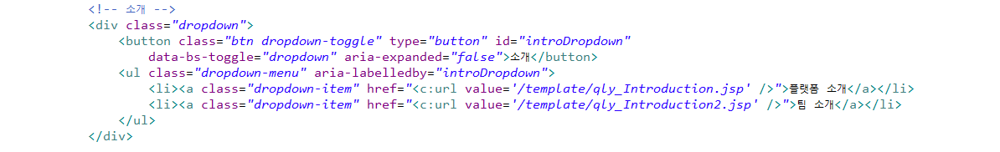 <!-- 소개 -->
<div class="dropdown">
<button class="btn dropdown-toggle" type="button" id="introDropdown"
data-bs-toggle="dropdown" aria-expanded="false">소개</button>
<ul class="dropdown-menu" aria-labelledby="introDropdown">
<li><a class="dropdown-item" href="<c:url value='/template/qly_Introduction.jsp' />">플랫폼 소개</a></li>
<li><a class="dropdown-item" href="<c:url value='/template/qly_Introduction2.jsp' />">팀 소개</a></li>
</ul>
</div>